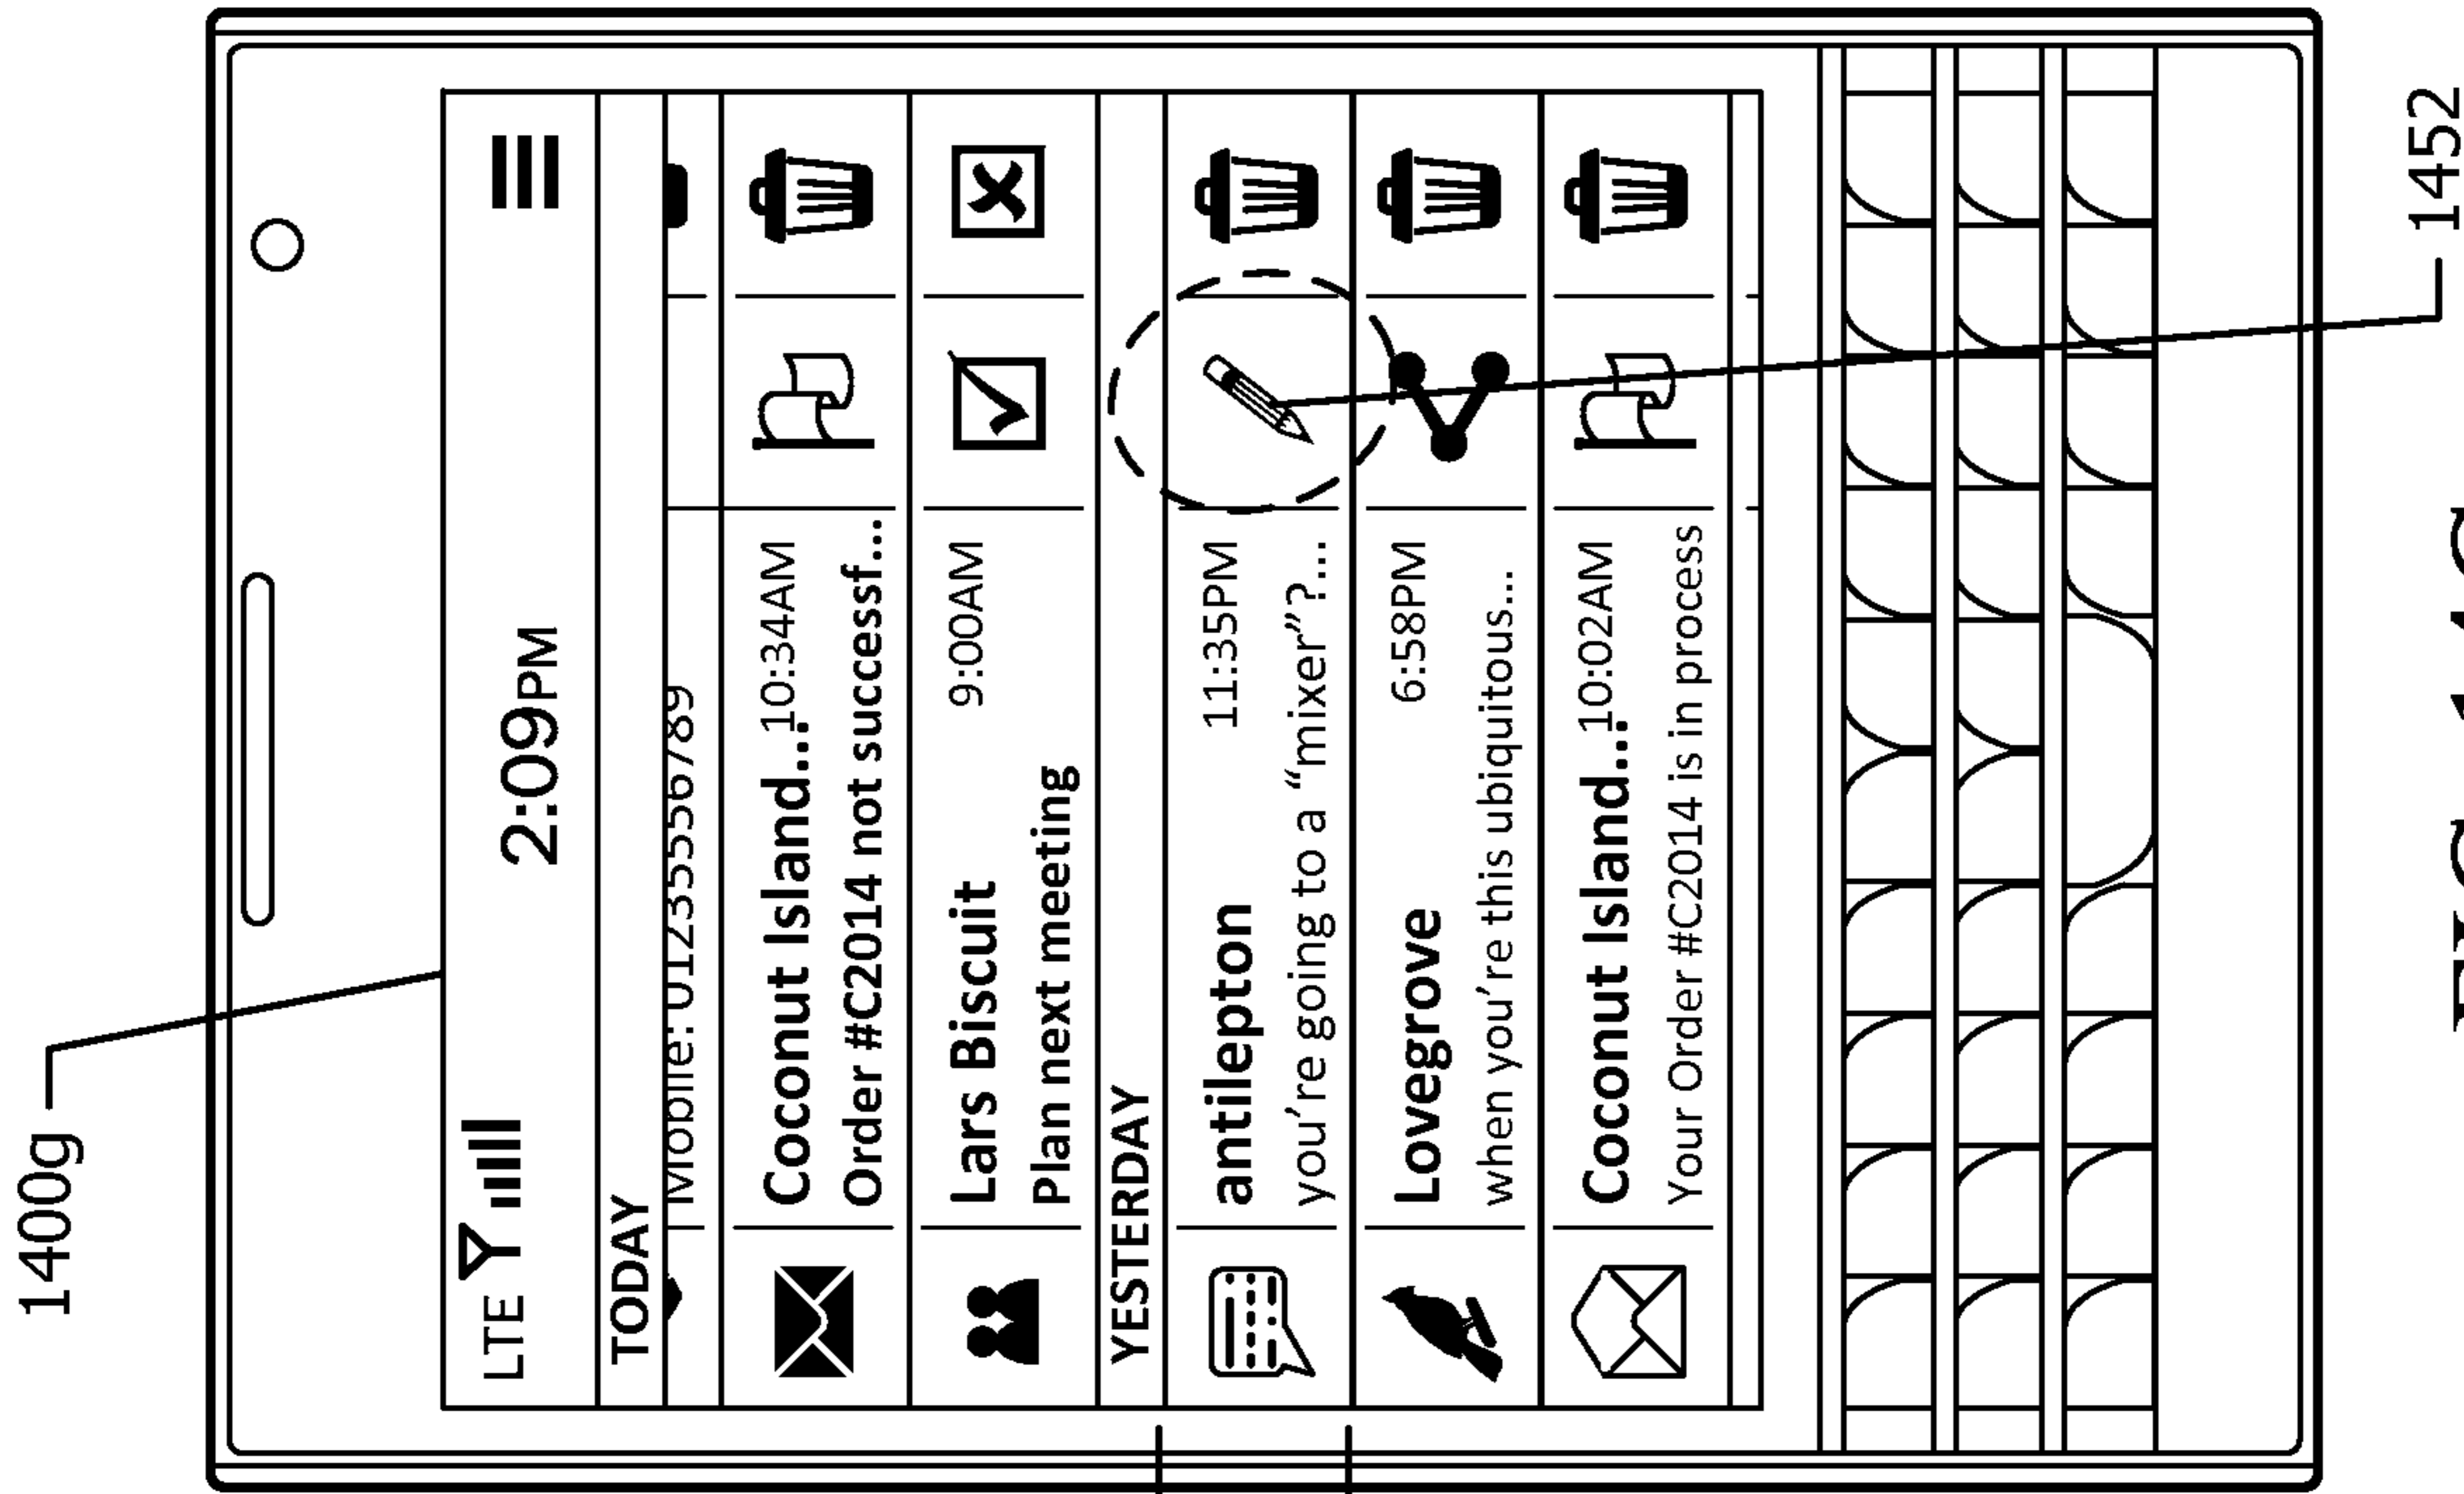 1400g
LTE 2:09PM
TODAY
Mobile: 01235556789
Coconut Island... 10:34AM
Order #C2014 not successf...
Lars Biscuit 9:00AM
Plan next meeting
YESTERDAY
antilepton 11:35PM
you're going to a “mixer”?...
Lovegrove 6:58PM
when you're this ubiquitous...
Coconut Island... 10:02AM
Your Order #C2014 is in process
1452